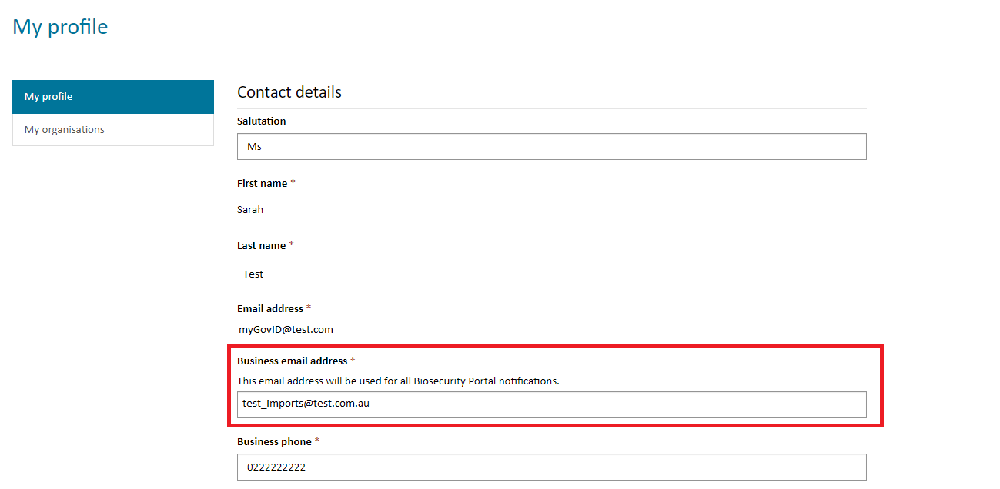 My profile
My profile
My organisations
Contact details
Salutation
Ms
First name *
Sarah
Last name *
Test
Email address *
myGovID@test.com
Business email address *
This email address will be used for all Biosecurity Portal notifications.
test_imports@test.com.au
Business phone *
0222222222